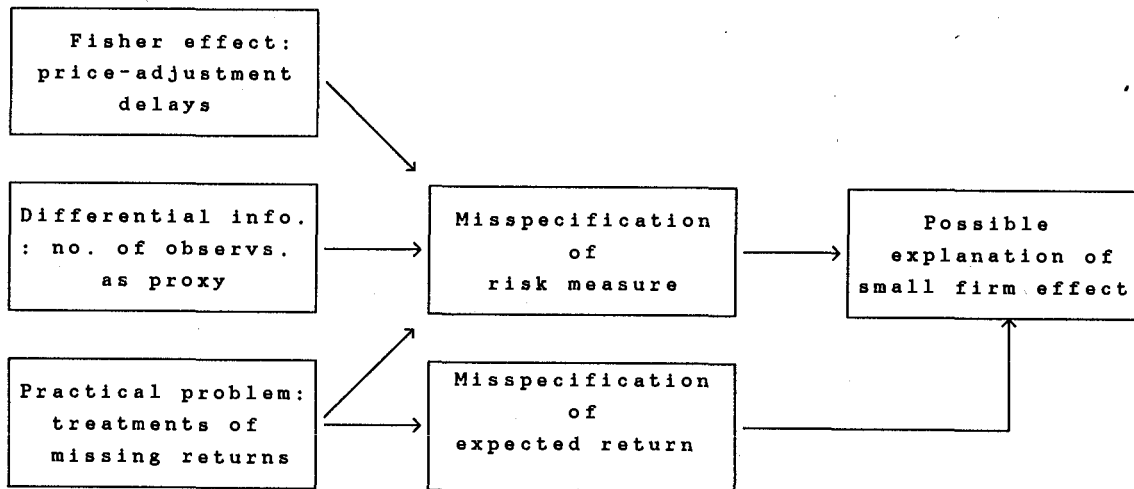 Fisher effect:
price-adjustment
delays
Differential info.
: no. of observs.
as proxy
Misspecification
of
risk measure
Possible
explanation of
small firm effect
Practical problem:
treatments of
missing returns
Misspecification
of
expected return